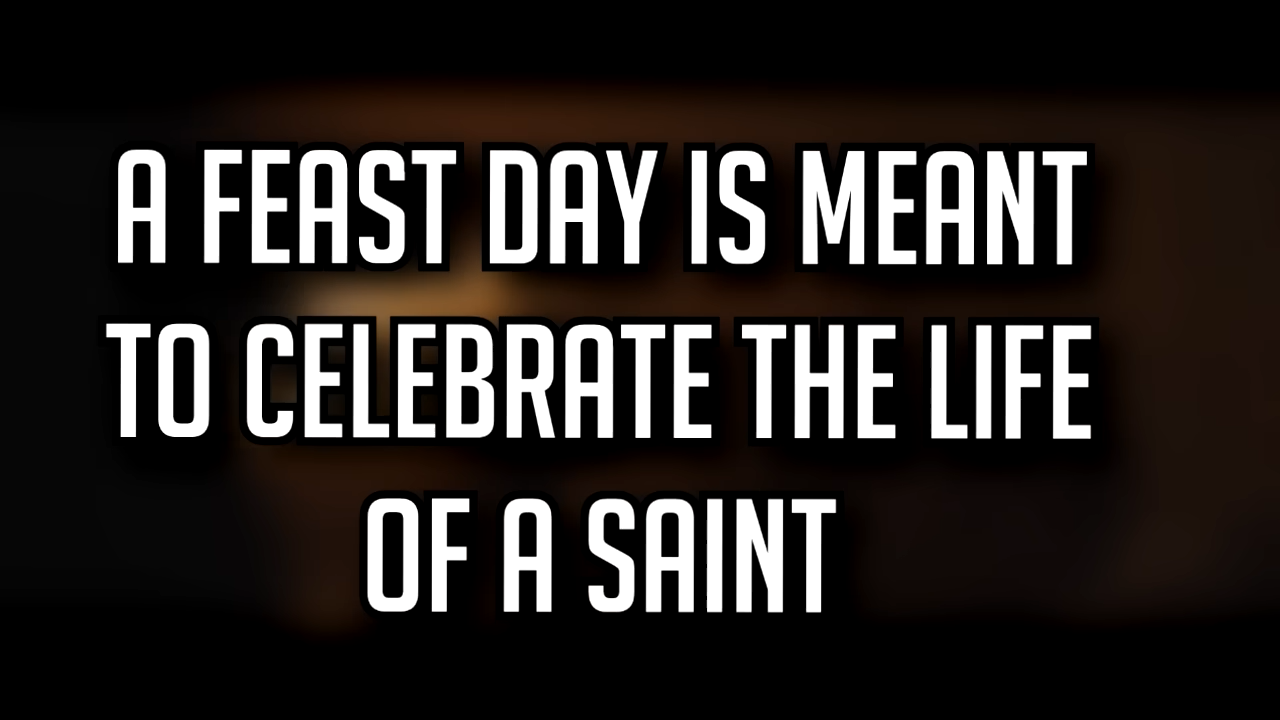 A FEAST DAY IS MEANT
TO CELEBRATE THE LIFE
OF A SAINT